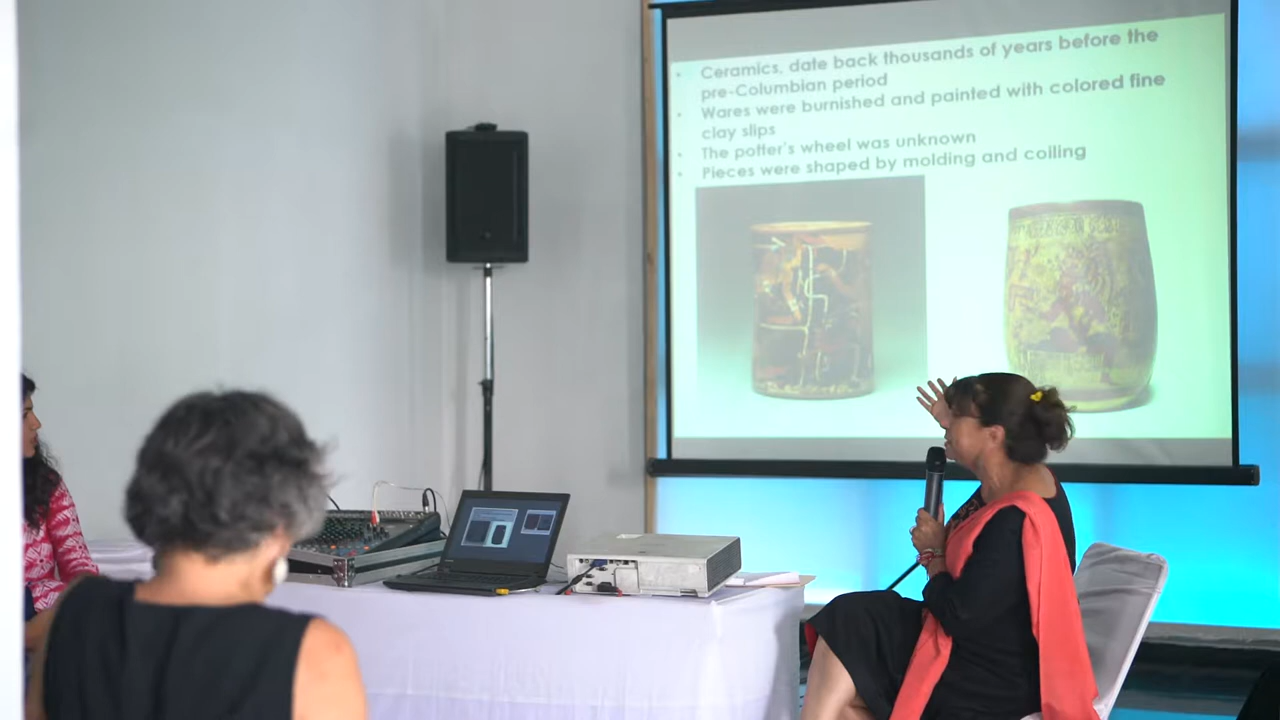 Ceramics, date back thousands of years before the
pre-Columbian period
Wares were burnished and painted with colored fine
clay slips
The potter's wheel was unknown
Pieces were shaped by molding and coiling